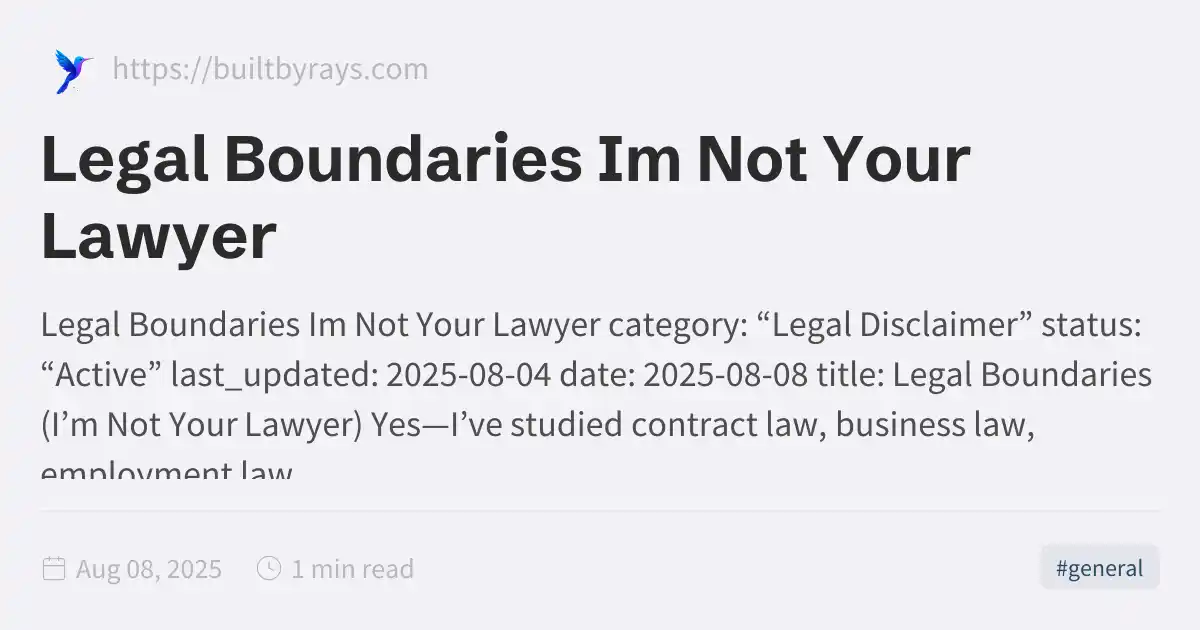 https://builtbyrays.com
Legal Boundaries Im Not Your
Lawyer
Legal Boundaries Im Not Your Lawyer category: “Legal Disclaimer” status:
“Active” last_updated: 2025-08-04 date: 2025-08-08 title: Legal Boundaries
(I’m Not Your Lawyer) Yes—I’ve studied contract law, business law,
employment law
Aug 08, 2025
1 min read
#general